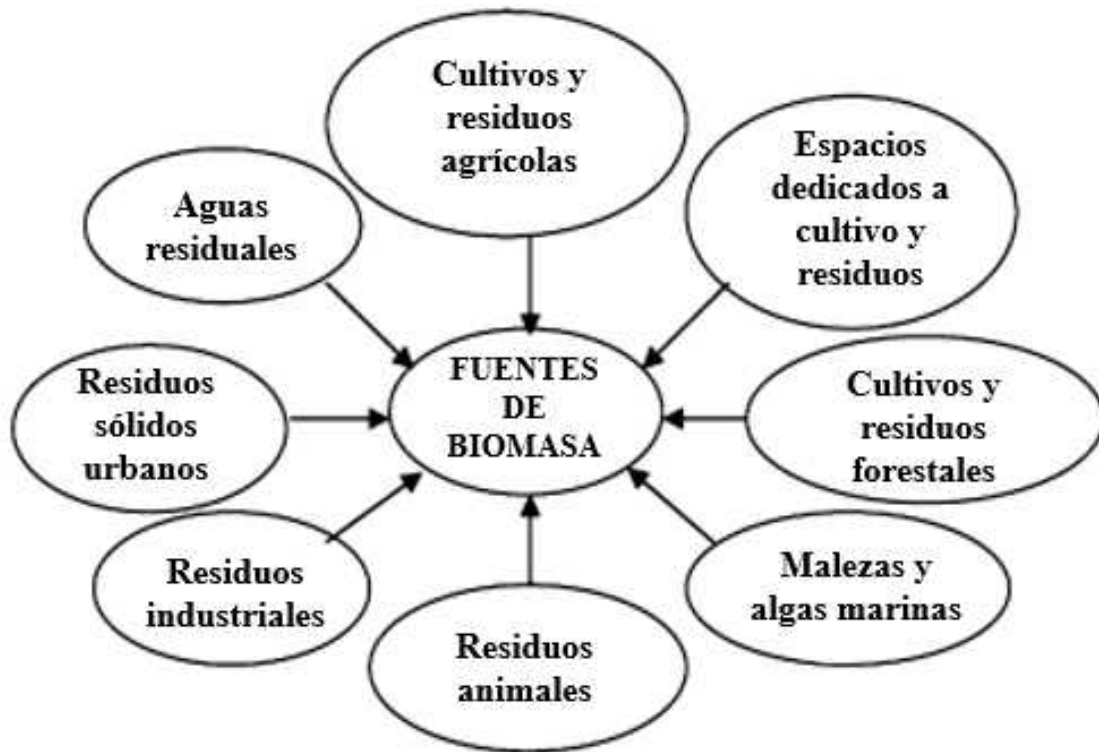 Cultivos y
residuos
agrícolas
Espacios
dedicados a
cultivo y
residuos
Aguas
residuales
FUENTES
DE
BIOMASA
Residuos
sólidos
urbanos
Cultivos y
residuos
forestales
Residuos
industriales
Malezas y
algas marinas
Residuos
animales